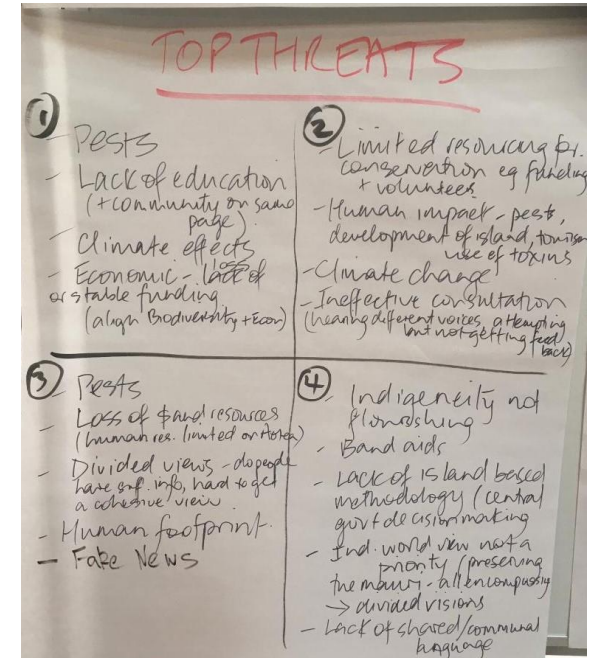 TOP THREATS
①
- Pests
- Lack of education
(+ community on same
page)
- Climate effects
- Economic - lack of
or stable funding
(align Biodiversity + Econ)
②
- Limited resourcing for
conservation eg funding
+ volunteers
- Human impact - pests,
development of island, tourism
use of toxins
- Climate change
- Ineffective consultation
(hearing different voices, attempting
but not getting feed
back)
③
- Pests
- Loss of $ and resources
(human res. limited on Aotea)
- Divided views - do people
have suf. info, hard to get
a cohesive view
- Human footprint.
- Fake News
④
- Indigeneity not
flourishing
- Band aids
- Lack of island based
methodology / central
govt decision making
- Ind. world view not a
priority / preserving
the mauri - all encompassing
→ divided visions
- Lack of shared/communal
language